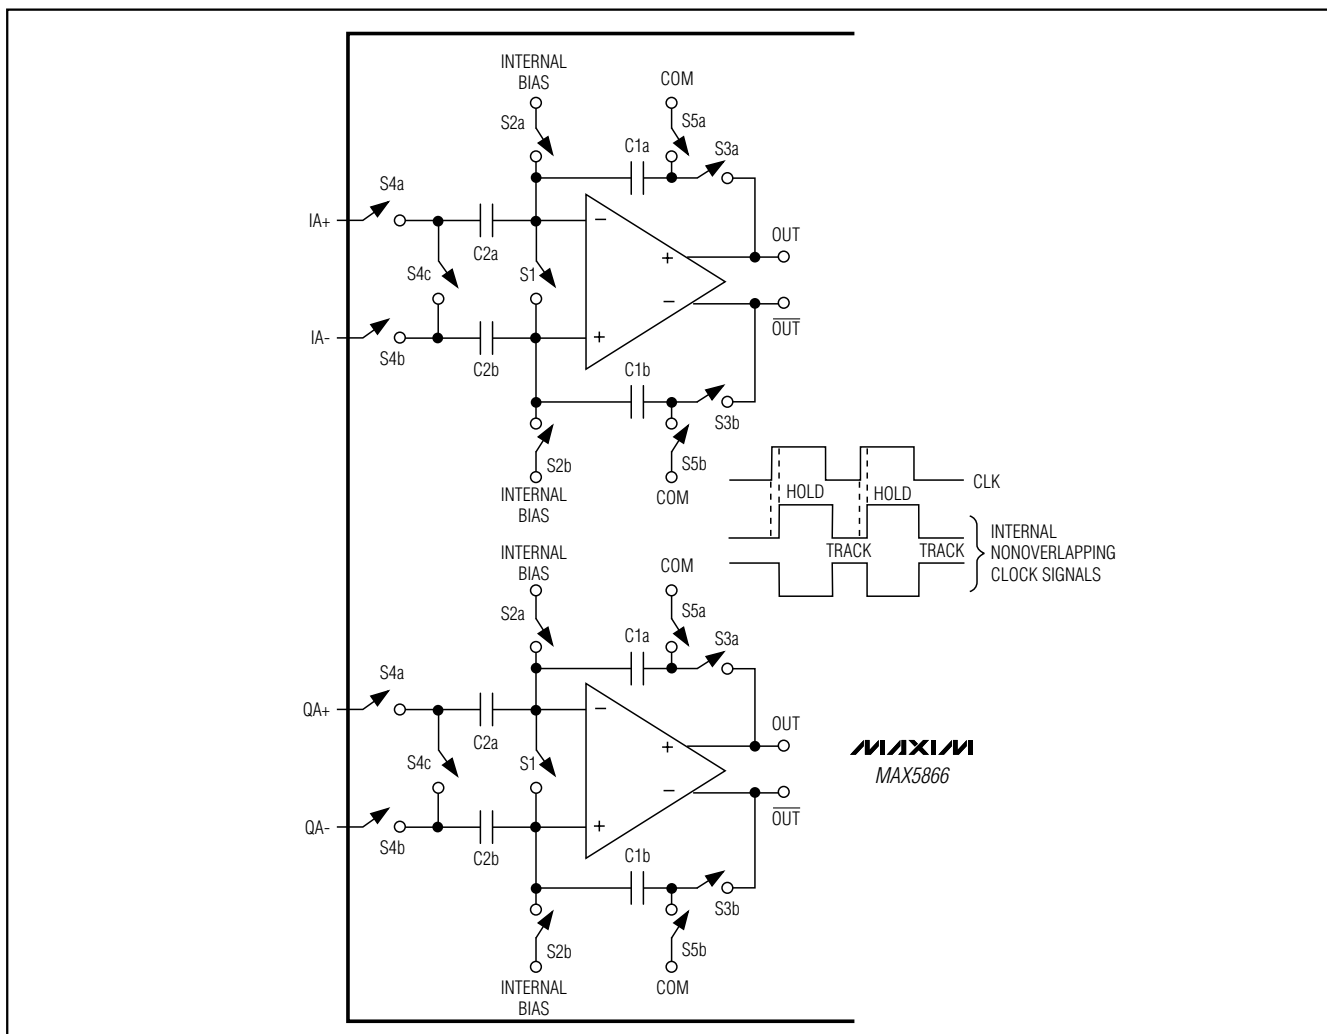 INTERNAL
BIAS
COM
S2a
S5a
C1a
S3a
S4a
IA+
−
C2a
OUT
+
S4c
S1
−
OUT
IA-
+
S4b
C2b
C1b
S3b
S2b
S5b
INTERNAL
BIAS
COM
CLK
HOLD
HOLD
TRACK
TRACK
INTERNAL
NONOVERLAPPING
CLOCK SIGNALS
INTERNAL
BIAS
COM
S2a
S5a
C1a
S3a
S4a
QA+
−
C2a
OUT
+
S4c
S1
−
OUT
QA-
+
S4b
C2b
C1b
S3b
S2b
S5b
INTERNAL
BIAS
COM
MAXIM
MAX5866